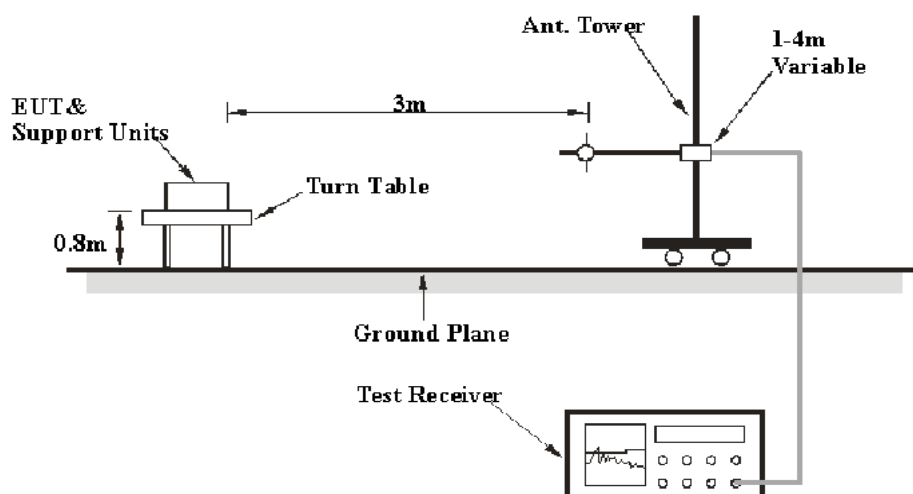 Ant. Tower
1-4m
Variable
EUT&
Support Units
3m
Turn Table
0.8m
Ground Plane
Test Receiver